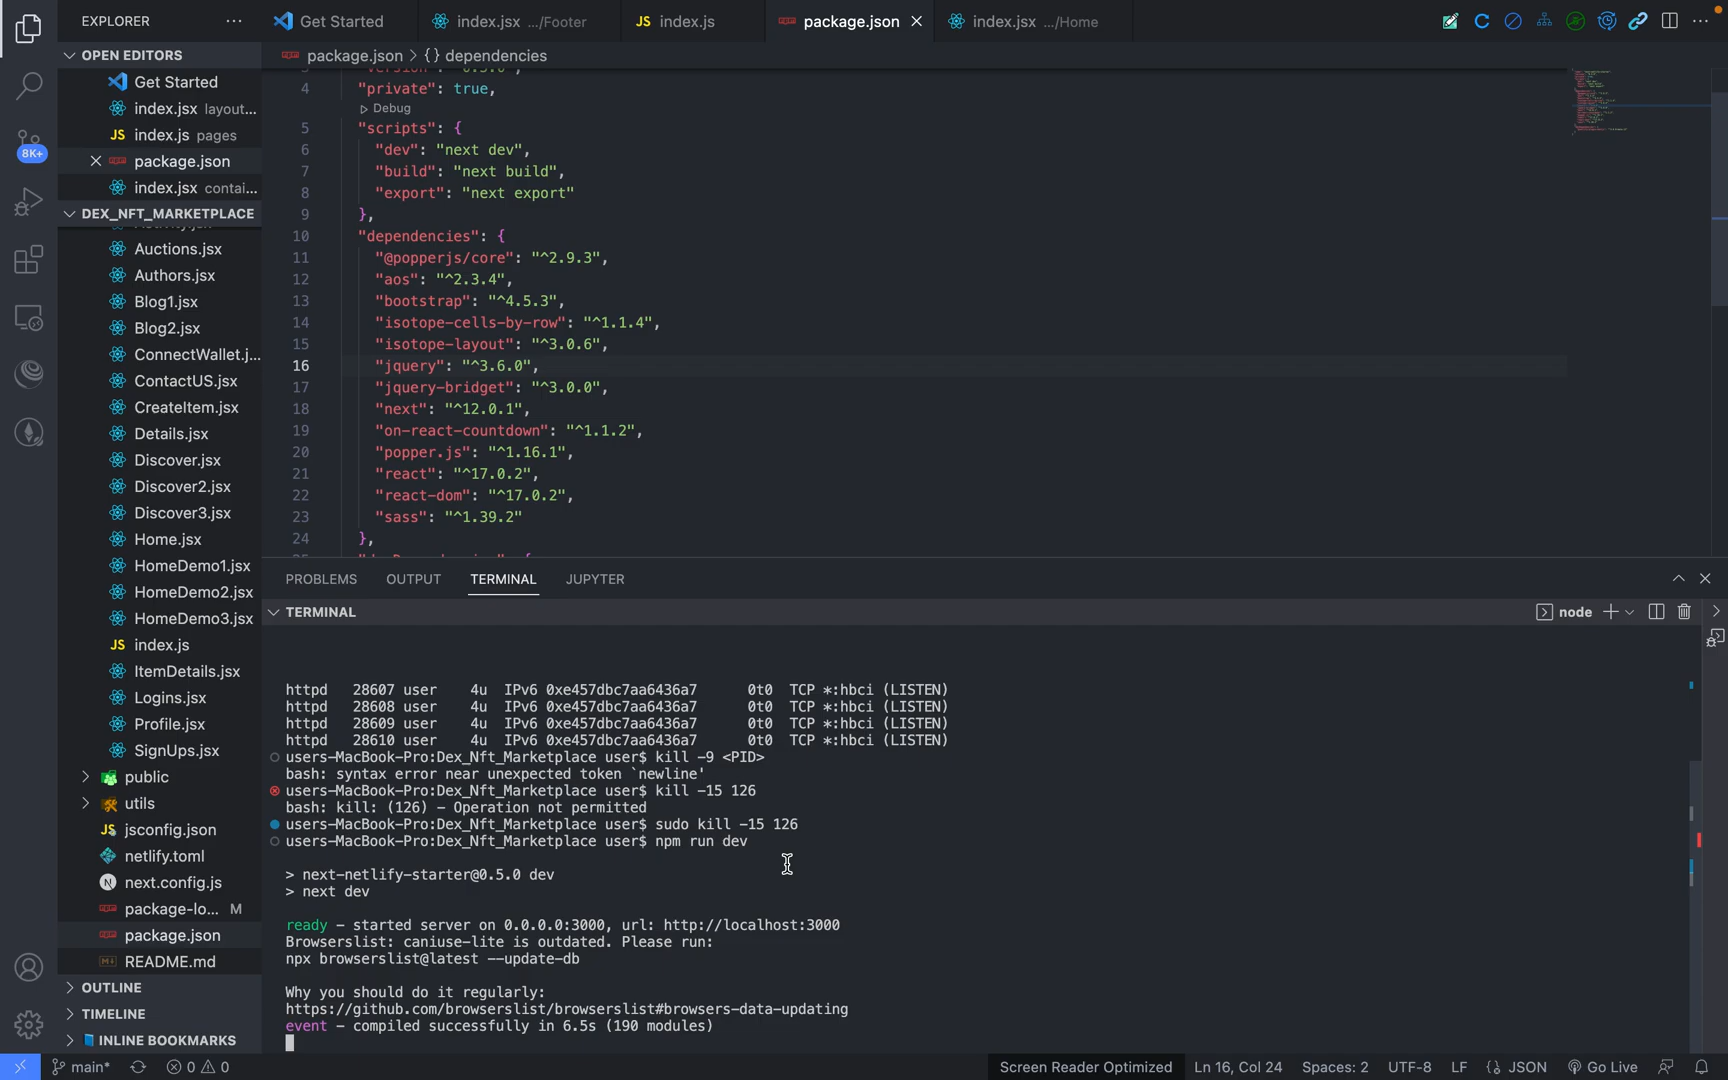 EXPLORER
Get Started
index.jsx .../Footer
JS index.js
package.json
index.jsx .../Home
OPEN EDITORS
Get Started
index.jsx layout...
JS index.js pages
package.json
index.jsx contai...
8K+
DEX_NFT_MARKETPLACE
Auctions.jsx
Authors.jsx
Blog1.jsx
Blog2.jsx
ConnectWallet.j...
ContactUS.jsx
CreateItem.jsx
Details.jsx
Discover.jsx
Discover2.jsx
Discover3.jsx
Home.jsx
HomeDemo1.jsx
HomeDemo2.jsx
HomeDemo3.jsx
JS index.js
ItemDetails.jsx
Logins.jsx
Profile.jsx
SignUps.jsx
public
utils
JS jsconfig.json
netlify.toml
N next.config.js
package-lo... M
package.json
README.md
OUTLINE
TIMELINE
INLINE BOOKMARKS
package.json > {} dependencies
4 "private": true,
Debug
5 "scripts": {
6 "dev": "next dev",
7 "build": "next build",
8 "export": "next export"
9 },
10 "dependencies": {
11 "@popperjs/core": "^2.9.3",
12 "aos": "^2.3.4",
13 "bootstrap": "^4.5.3",
14 "isotope-cells-by-row": "^1.1.4",
15 "isotope-layout": "^3.0.6",
16 "jquery": "^3.6.0",
17 "jquery-bridget": "^3.0.0",
18 "next": "^12.0.1",
19 "on-react-countdown": "^1.1.2",
20 "popper.js": "^1.16.1",
21 "react": "^17.0.2",
22 "react-dom": "^17.0.2",
23 "sass": "^1.39.2"
24 },
PROBLEMS OUTPUT TERMINAL JUPYTER
TERMINAL
node
httpd 28607 user 4u IPv6 0xe457dbc7aa6436a7 0t0 TCP *:hbci (LISTEN)
httpd 28608 user 4u IPv6 0xe457dbc7aa6436a7 0t0 TCP *:hbci (LISTEN)
httpd 28609 user 4u IPv6 0xe457dbc7aa6436a7 0t0 TCP *:hbci (LISTEN)
httpd 28610 user 4u IPv6 0xe457dbc7aa6436a7 0t0 TCP *:hbci (LISTEN)
users-MacBook-Pro:Dex_Nft_Marketplace user$ kill -9 <PID>
bash: syntax error near unexpected token `newline'
users-MacBook-Pro:Dex_Nft_Marketplace user$ kill -15 126
bash: kill: (126) - Operation not permitted
users-MacBook-Pro:Dex_Nft_Marketplace user$ sudo kill -15 126
users-MacBook-Pro:Dex_Nft_Marketplace user$ npm run dev
> next-netlify-starter@0.5.0 dev
> next dev
ready - started server on 0.0.0.0:3000, url: http://localhost:3000
Browserslist: caniuse-lite is outdated. Please run:
npx browserslist@latest --update-db
Why you should do it regularly:
https://github.com/browserslist/browserslist#browsers-data-updating
event - compiled successfully in 6.5s (190 modules)
main* 0 0 Screen Reader Optimized Ln 16, Col 24 Spaces: 2 UTF-8 LF {} JSON Go Live